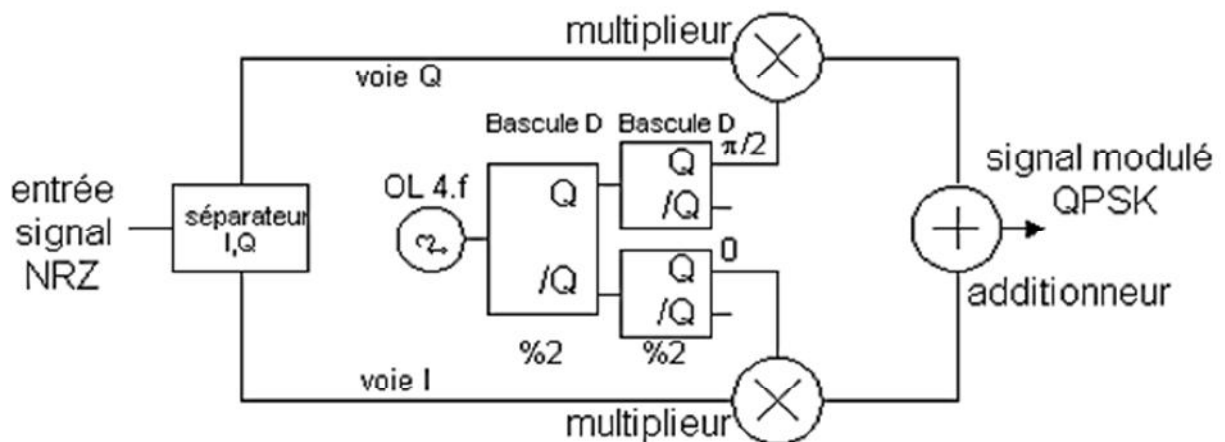 multiplieur
voie Q
Bascule D
Bascule D
π/2
Q
Q
/Q
OL 4.f
entrée
signal
NRZ
séparateur
I,Q
signal modulé
QPSK
0
/Q
Q
/Q
additionneur
%2
%2
voie I
multiplieur